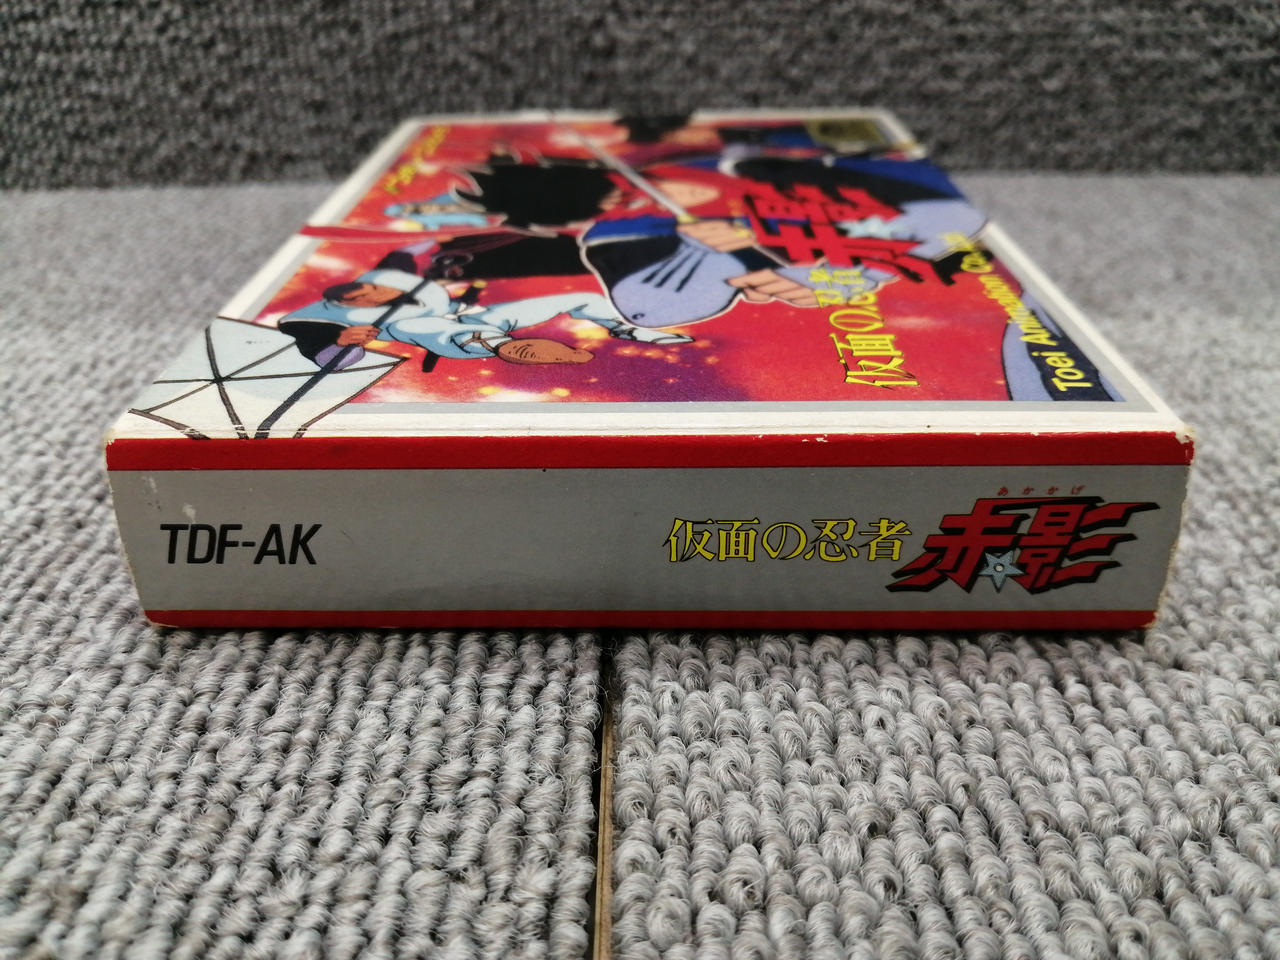 仮面の忍者
赤影
Toei Animation Co.,
TDF-AK
あかかげ
仮面の忍者 赤影